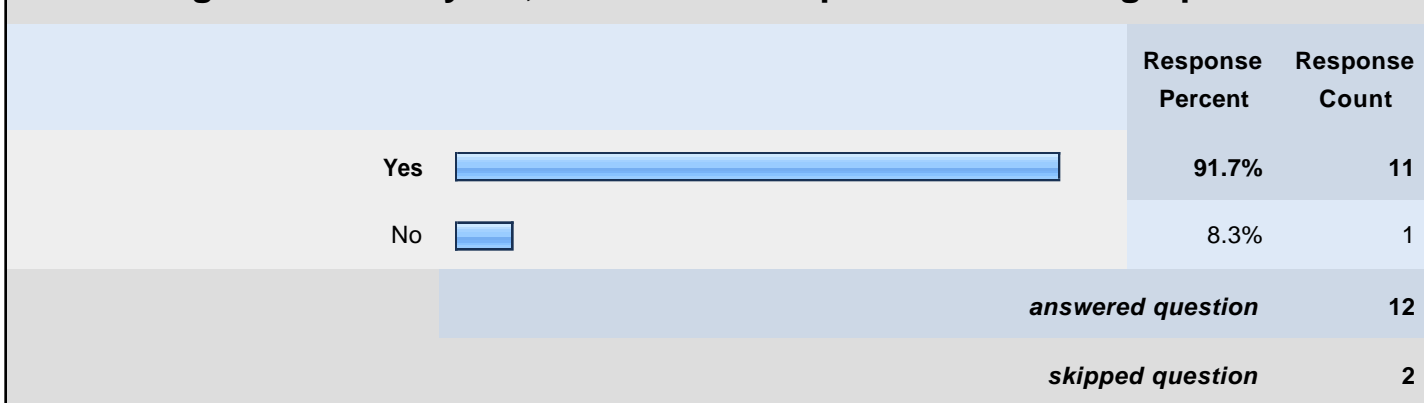 Response Response
Percent Count
Yes 91.7% 11
No 8.3% 1
answered question 12
skipped question 2